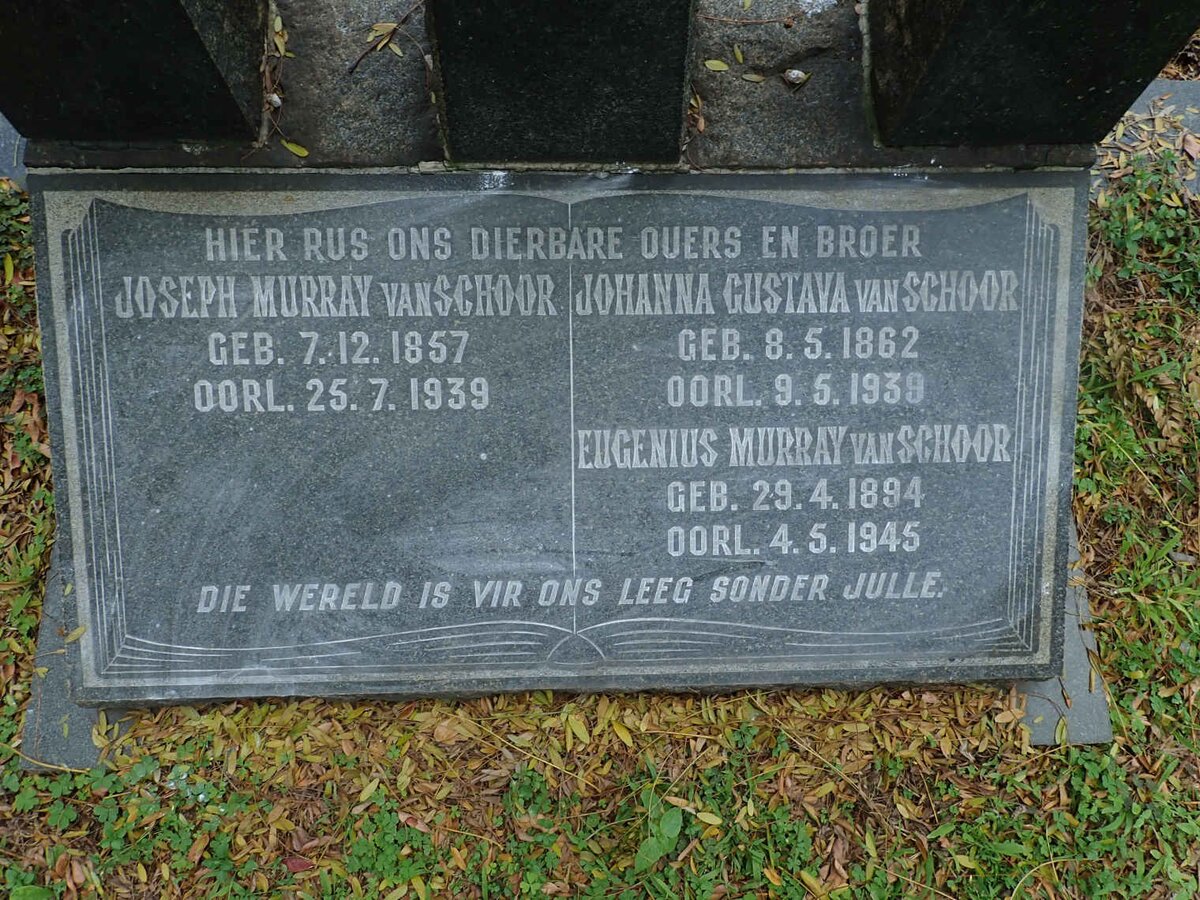 HIER RUS ONS DIERBARE OUERS EN BROER
JOSEPH MURRAY VAN SCHOOR
GEB. 7. 12. 1857
OORL. 25. 7. 1939
JOHANNA GUSTAVA VAN SCHOOR
GEB. 8. 5. 1862
OORL. 9. 5. 1939
EUGENIUS MURRAY VAN SCHOOR
GEB. 29. 4. 1894
OORL. 4. 5. 1945
DIE WERELD IS VIR ONS LEEG SONDER JULLE.